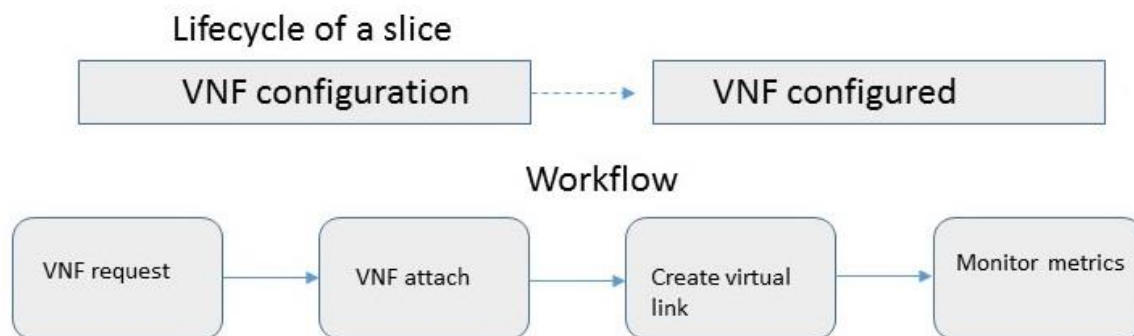 Lifecycle of a slice
VNF configuration
VNF configured
Workflow
VNF request
VNF attach
Create virtual
link
Monitor metrics